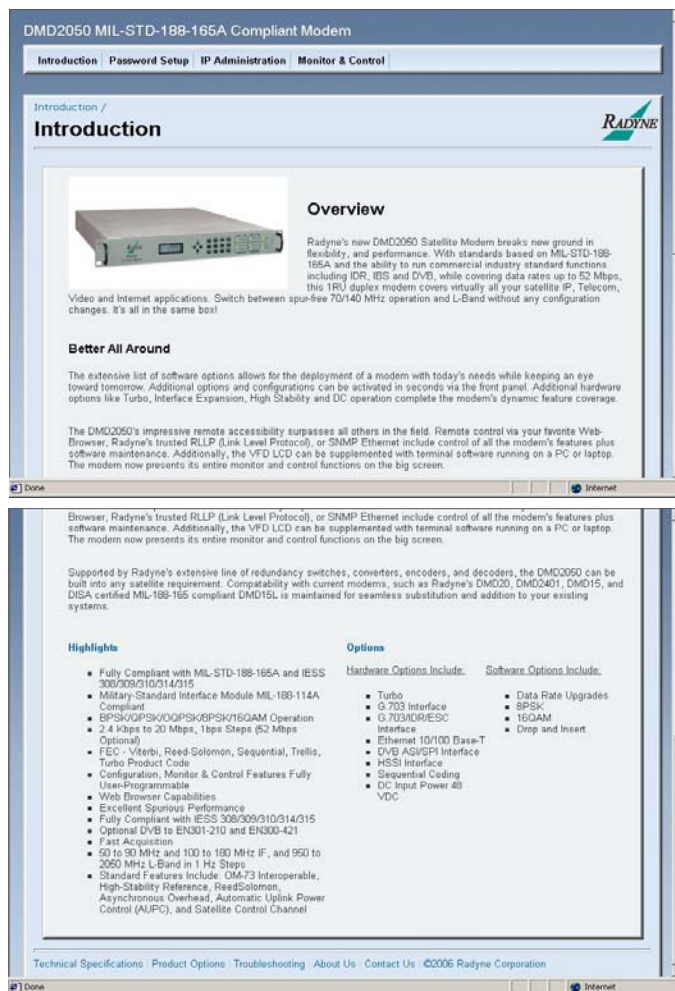 DMD2050 MIL-STD-188-165A Compliant Modem
Introduction Password Setup IP Administration Monitor & Control
Introduction /
Introduction
RADYNE
Overview
Radyne's new DMD2050 Satellite Modem breaks new ground in
flexibility, and performance. With standards based on MIL-STD-188-
165A and the ability to run commercial industry standard functions
including IDR, IBS and DVB, while covering data rates up to 52 Mbps,
this 1RU duplex modem covers virtually all your satellite IP, Telecom,
Video and Internet applications. Switch between spur-free 70/140 MHz operation and L-Band without any configuration
changes. It's all in the same box!
Better All Around
The extensive list of software options allows for the deployment of a modem with today's needs while keeping an eye
toward tomorrow. Additional options and configurations can be activated in seconds via the front panel. Additional hardware
options like Turbo, Interface Expansion, High Stability and DC operation complete the modem's dynamic feature coverage.
The DMD2050's impressive remote accessibility surpasses all others in the field. Remote control via your favorite Web-
Browser, Radyne's trusted RLLP (Link Level Protocol), or SNMP Ethernet include control of all the modem's features plus
software maintenance. Additionally, the VFD LCD can be supplemented with terminal software running on a PC or laptop.
The modem now presents its entire monitor and control functions on the big screen.
Done Internet
Browser, Radyne's trusted RLLP (Link Level Protocol), or SNMP Ethernet include control of all the modem's features plus
software maintenance. Additionally, the VFD LCD can be supplemented with terminal software running on a PC or laptop.
The modem now presents its entire monitor and control functions on the big screen.
Supported by Radyne's extensive line of redundancy switches, converters, encoders, and decoders, the DMD2050 can be
built into any satellite requirement. Compatability with current modems, such as Radyne's DMD20, DMD2401, DMD15, and
DISA certified MIL-188-165 compliant DMD15L is maintained for seamless substitution and addition to your existing
systems.
Highlights
Fully Compliant with MIL-STD-188-165A and IESS
308/309/310/314/315
Military-Standard Interface Module MIL-188-114A
Compliant
BPSK/QPSK/OQPSK/8PSK/16QAM Operation
2.4 Kbps to 20 Mbps, 1bps Steps (52 Mbps
Optional)
FEC - Viterbi, Reed-Solomon, Sequential, Trellis,
Turbo Product Code
Configuration, Monitor & Control Features Fully
User-Programmable
Web Browser Capabilities
Excellent Spurious Performance
Fully Compliant with IESS 308/309/310/314/315
Optional DVB to EN301-210 and EN300-421
Fast Acquisition
50 to 90 MHz and 100 to 180 MHz IF, and 950 to
2050 MHz L-Band in 1 Hz Steps
Standard Features Include: OM-73 Interoperable,
High-Stability Reference, ReedSolomon,
Asynchronous Overhead, Automatic Uplink Power
Control (AUPC), and Satellite Control Channel
Options
Hardware Options Include:
Turbo
G.703 Interface
G.703/IDR/ESC
Interface
Ethernet 10/100 Base-T
DVB ASI/SPI Interface
HSSI Interface
Sequential Coding
DC Input Power 48
VDC
Software Options Include:
Data Rate Upgrades
8PSK
16QAM
Drop and Insert
Technical Specifications Product Options Troubleshooting About Us Contact Us ©2006 Radyne Corporation
Done Internet